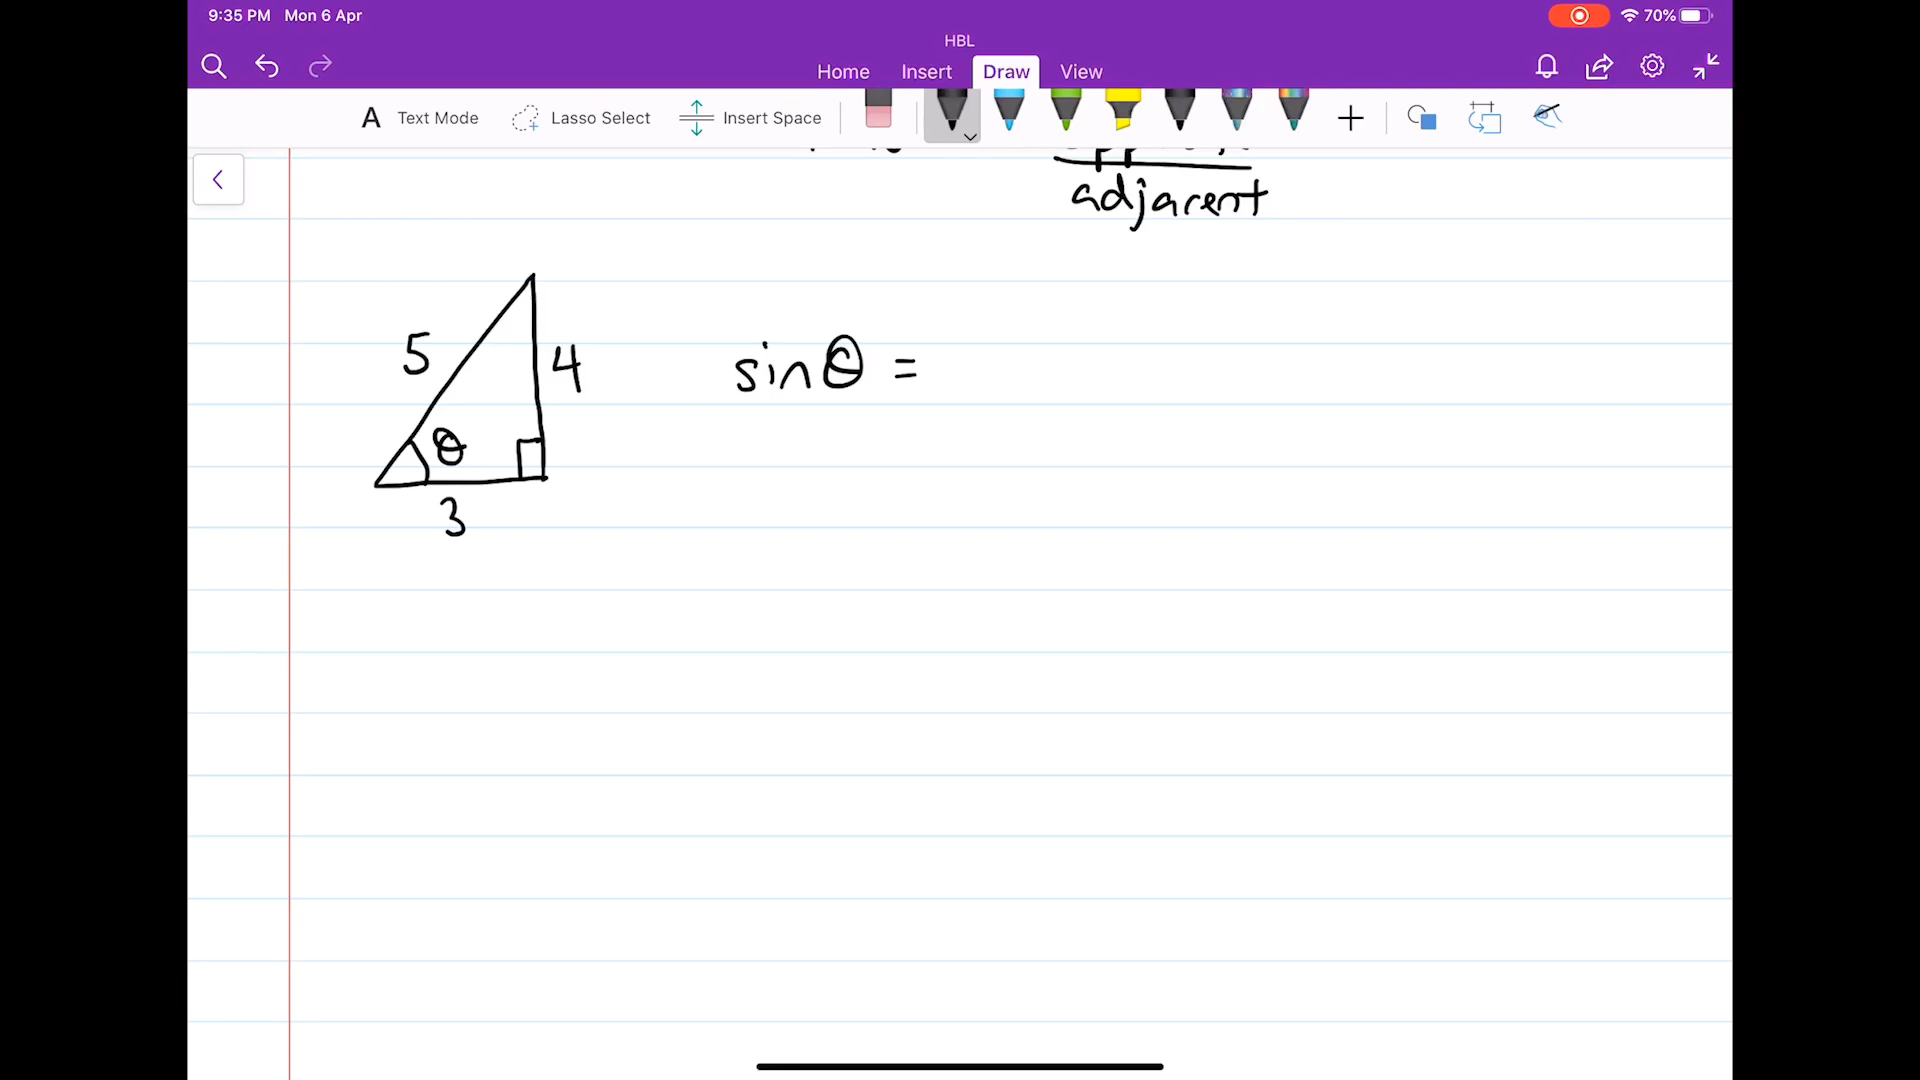 9:35 PM Mon 6 Apr
70%
HBL
Home Insert Draw View
A Text Mode Lasso Select Insert Space
adjacent
5
4
sin θ =
θ
3